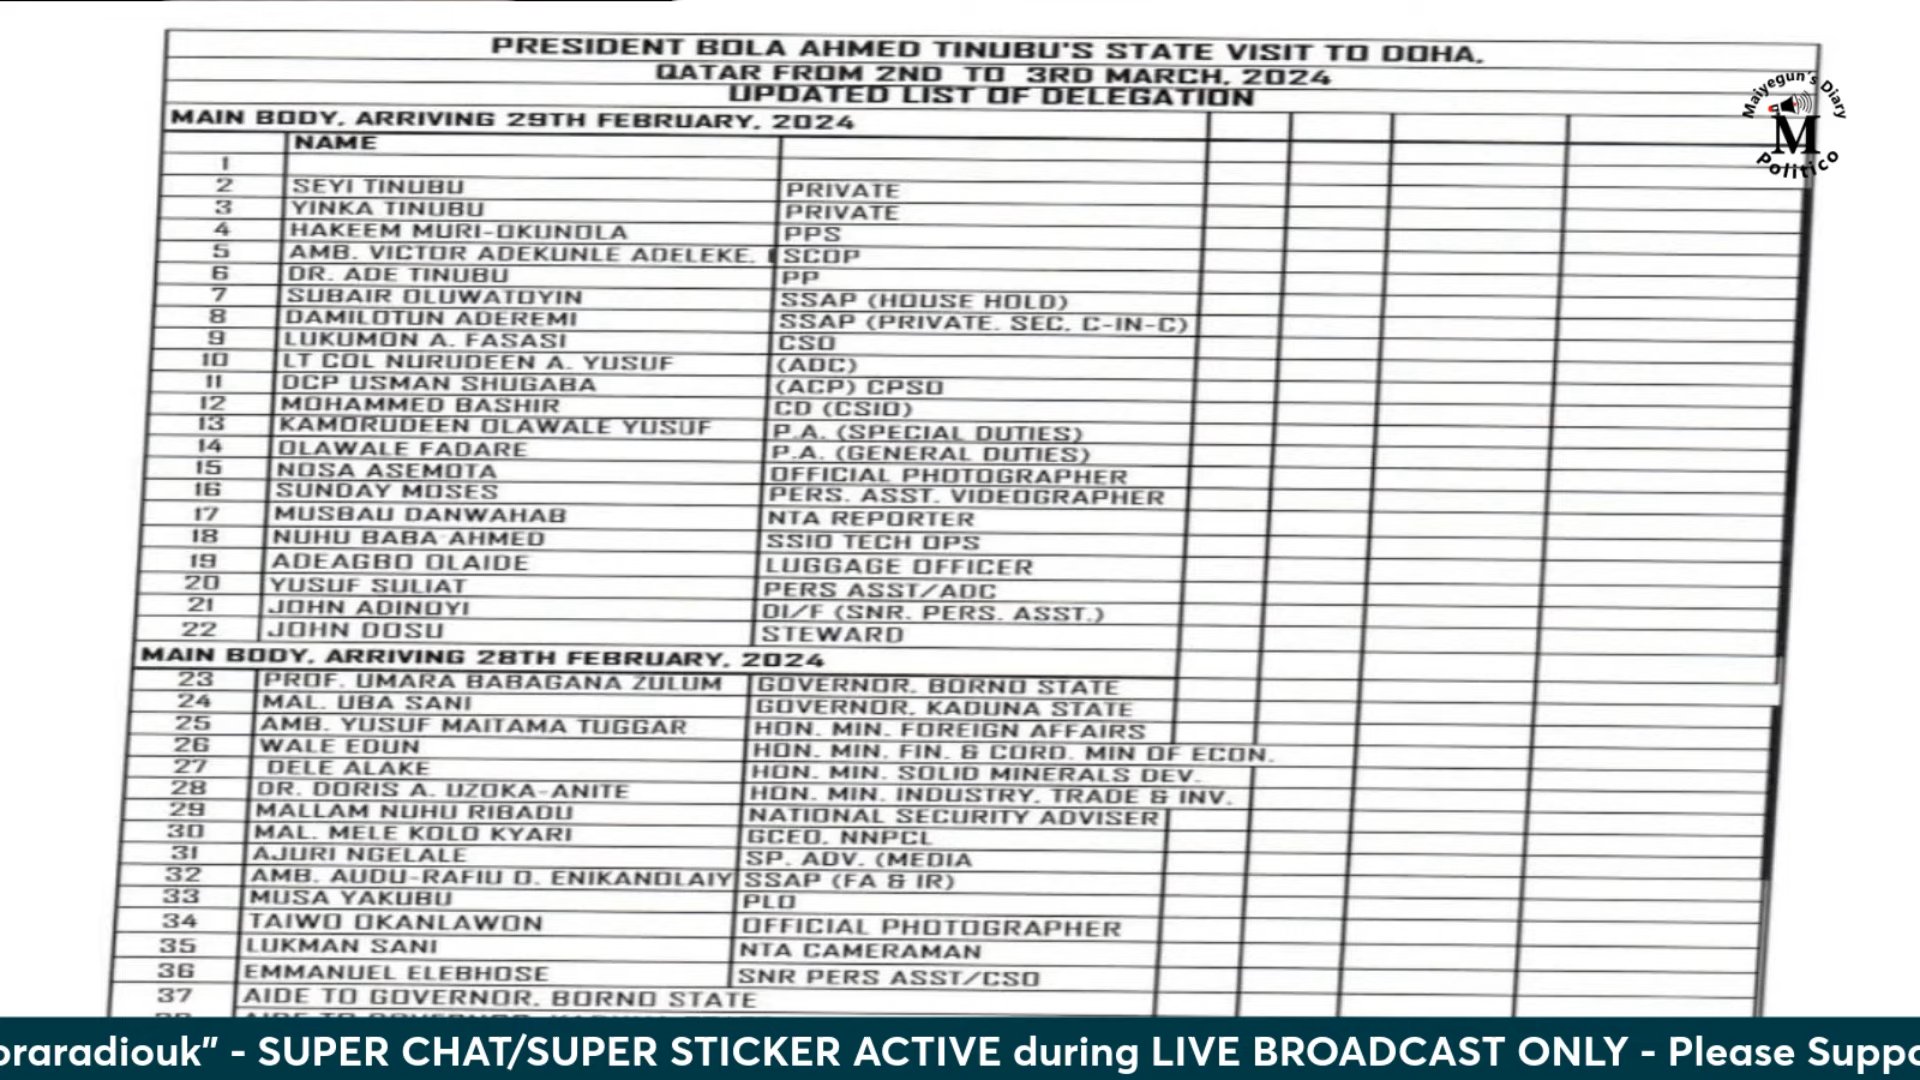 PRESIDENT BOLA AHMED TINUBU'S STATE VISIT TO DOHA,
QATAR FROM 2ND TO 3RD MARCH, 2024
UPDATED LIST OF DELEGATION
MAIN BODY, ARRIVING 29TH FEBRUARY, 2024
NAME
1
2 SEYI TINUBU PRIVATE
3 YINKA TINUBU PRIVATE
4 HAKEEM MURI-OKUNOLA PPS
5 AMB. VICTOR ADEKUNLE ADELEKE. ( SCOP
6 DR. ADE TINUBU PP
7 SUBAIR OLUWATOYIN SSAP (HOUSE HOLD)
8 DAMILOTUN ADEREMI SSAP (PRIVATE. SEC. C-IN-C)
9 LUKUMON A. FASASI CSO
10 LT COL NURUDEEN A. YUSUF (ADC)
11 DCP USMAN SHUGABA (ACP) CPSO
12 MOHAMMED BASHIR CD (CSIO)
13 KAMORUDEEN OLAWALE YUSUF P.A. (SPECIAL DUTIES)
14 OLAWALE FADARE P.A. (GENERAL DUTIES)
15 NOSA ASEMOTA OFFICIAL PHOTOGRAPHER
16 SUNDAY MOSES PERS. ASST. VIDEOGRAPHER
17 MUSBAU DANWAHAB NTA REPORTER
18 NUHU BABA AHMED SSIO TECH OPS
19 ADEAGBO OLAIDE LUGGAGE OFFICER
20 YUSUF SULIAT PERS ASST/ADC
21 JOHN ADINOYI DI/F (SNR. PERS. ASST.)
22 JOHN DOSU STEWARD
MAIN BODY, ARRIVING 28TH FEBRUARY, 2024
23 PROF. UMARA BABAGANA ZULUM GOVERNOR, BORNO STATE
24 MAL. UBA SANI GOVERNOR, KADUNA STATE
25 AMB. YUSUF MAITAMA TUGGAR HON. MIN. FOREIGN AFFAIRS
26 WALE EDUN HON. MIN. FIN. & CORD. MIN OF ECON.
27 DELE ALAKE HON. MIN. SOLID MINERALS DEV.
28 DR. DORIS A. UZOKA-ANITE HON. MIN. INDUSTRY, TRADE & INV.
29 MALLAM NUHU RIBADU NATIONAL SECURITY ADVISER
30 MAL. MELE KOLO KYARI GCEO, NNPCL
31 AJURI NGELALE SP. ADV. (MEDIA
32 AMB. AUDU-RAFIU O. ENIKANOLAIY SSAP (FA & IR)
33 MUSA YAKUBU PLO
34 TAIWO OKANLAWON OFFICIAL PHOTOGRAPHER
35 LUKMAN SANI NTA CAMERAMAN
36 EMMANUEL ELEBHOSE SNR PERS ASST/CSO
37 AIDE TO GOVERNOR, BORNO STATE
Maiyegun's Diary
M
Politico
oraradiouk" - SUPER CHAT/SUPER STICKER ACTIVE during LIVE BROADCAST ONLY - Please Suppo